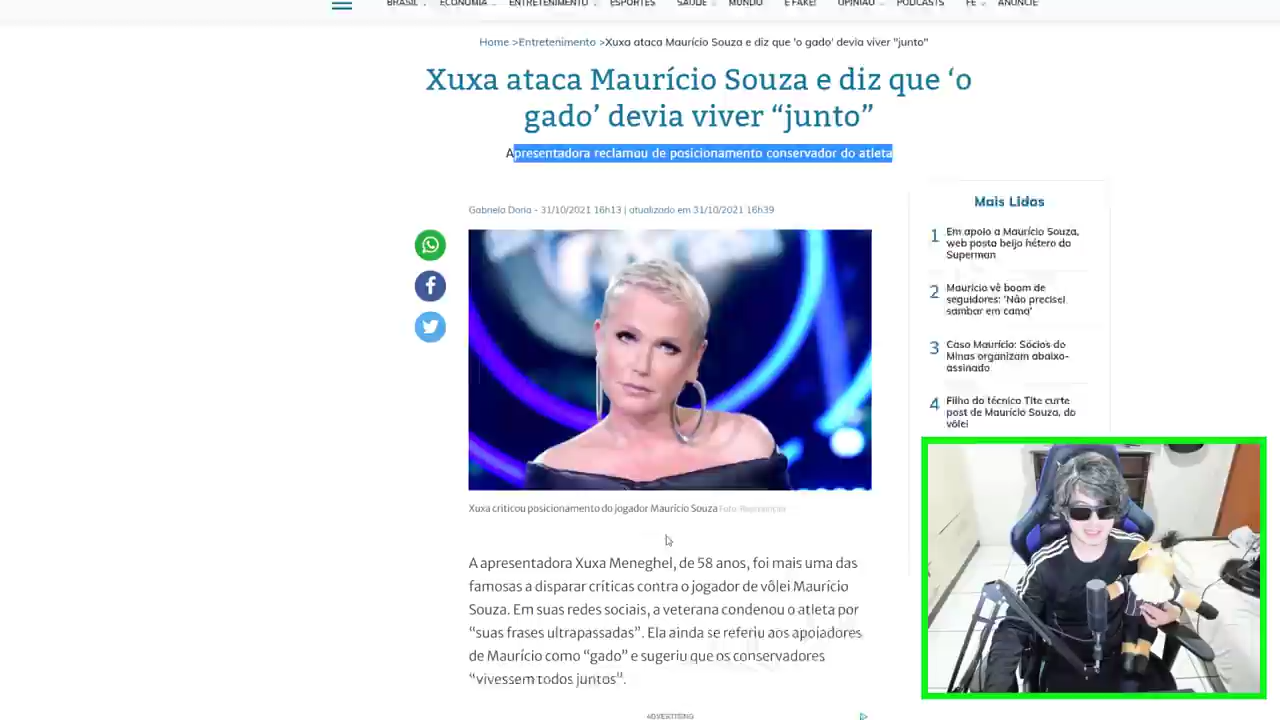 BRASIL ECONOMIA ENTRETENIMENTO ESPORTES SAÚDE MUNDO É FAKE! OPINIÃO PODCASTS FÉ ANUNCIE
Home >Entretenimento >Xuxa ataca Maurício Souza e diz que 'o gado' devia viver "junto"
Xuxa ataca Maurício Souza e diz que ‘o
gado’ devia viver “junto”
Apresentadora reclamou de posicionamento conservador do atleta
Gabriela Doria - 31/10/2021 16h13 | atualizado em 31/10/2021 16h39
Xuxa criticou posicionamento do jogador Maurício Souza Foto: Reprodução
A apresentadora Xuxa Meneghel, de 58 anos, foi mais uma das
famosas a disparar críticas contra o jogador de vôlei Maurício
Souza. Em suas redes sociais, a veterana condenou o atleta por
“suas frases ultrapassadas”. Ela ainda se referiu aos apoiadores
de Maurício como “gado” e sugeriu que os conservadores
“vivessem todos juntos”.
ADVERTISING
Mais Lidas
1 Em apoio a Maurício Souza,
web posta beijo hétero do
Superman
2 Maurício vê boom de
seguidores: 'Não precisei
sambar em cama'
3 Caso Maurício: Sócios do
Minas organizam abaixo-
assinado
4 Filho do técnico Tite curte
post de Maurício Souza, do
vôlei